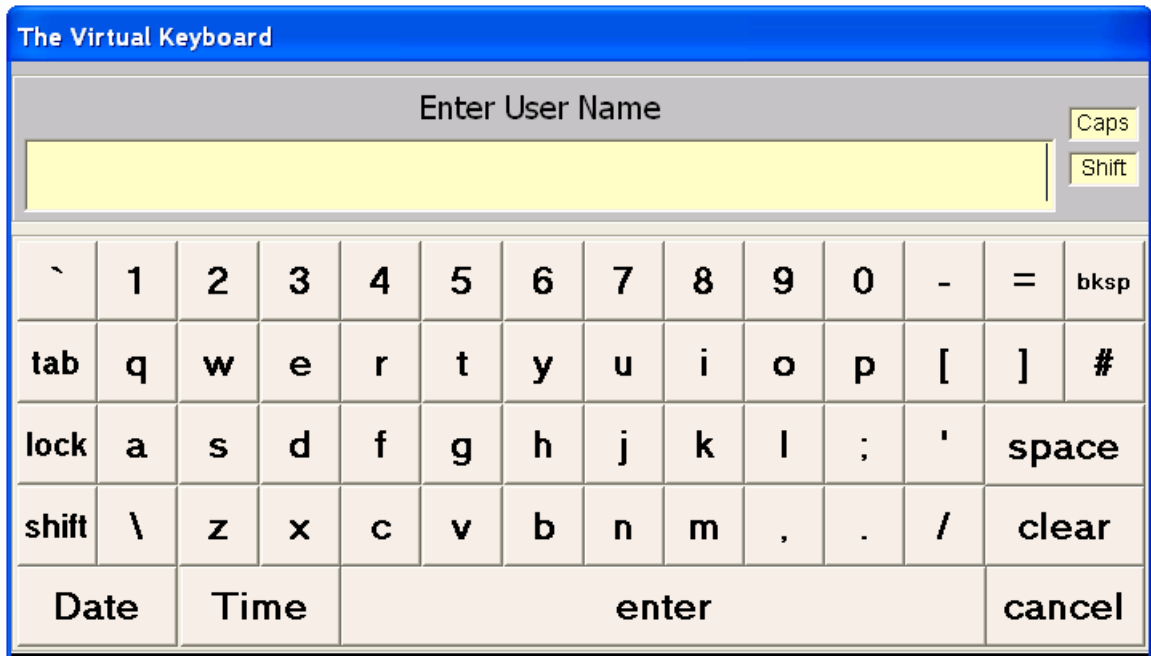 The Virtual Keyboard
Enter User Name
Caps
Shift
` 1 2 3 4 5 6 7 8 9 0 - = bksp
tab q w e r t y u i o p [ ] #
lock a s d f g h j k l ; ' space
shift \ z x c v b n m , . / clear
Date Time enter cancel